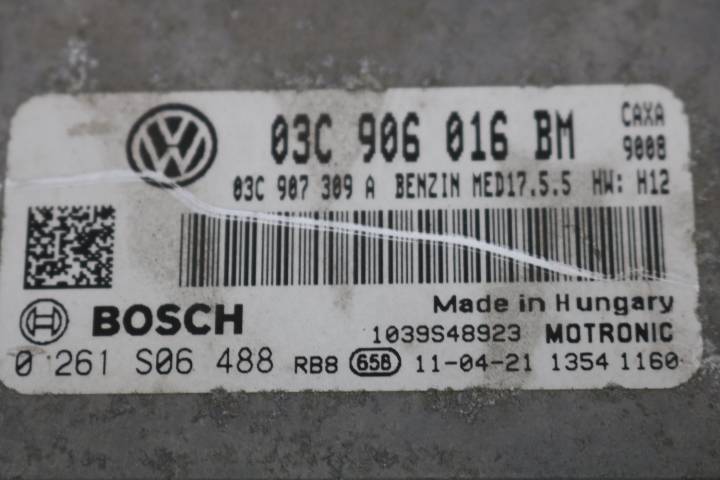 VW 03C 906 016 BM CAXA
9008
03C 907 309 A BENZIN MED17.5.5 HW: H12
Made in Hungary
BOSCH
1039S48923 MOTRONIC
0 261 S06 488 RB8 658 11-04-21 1354 1160